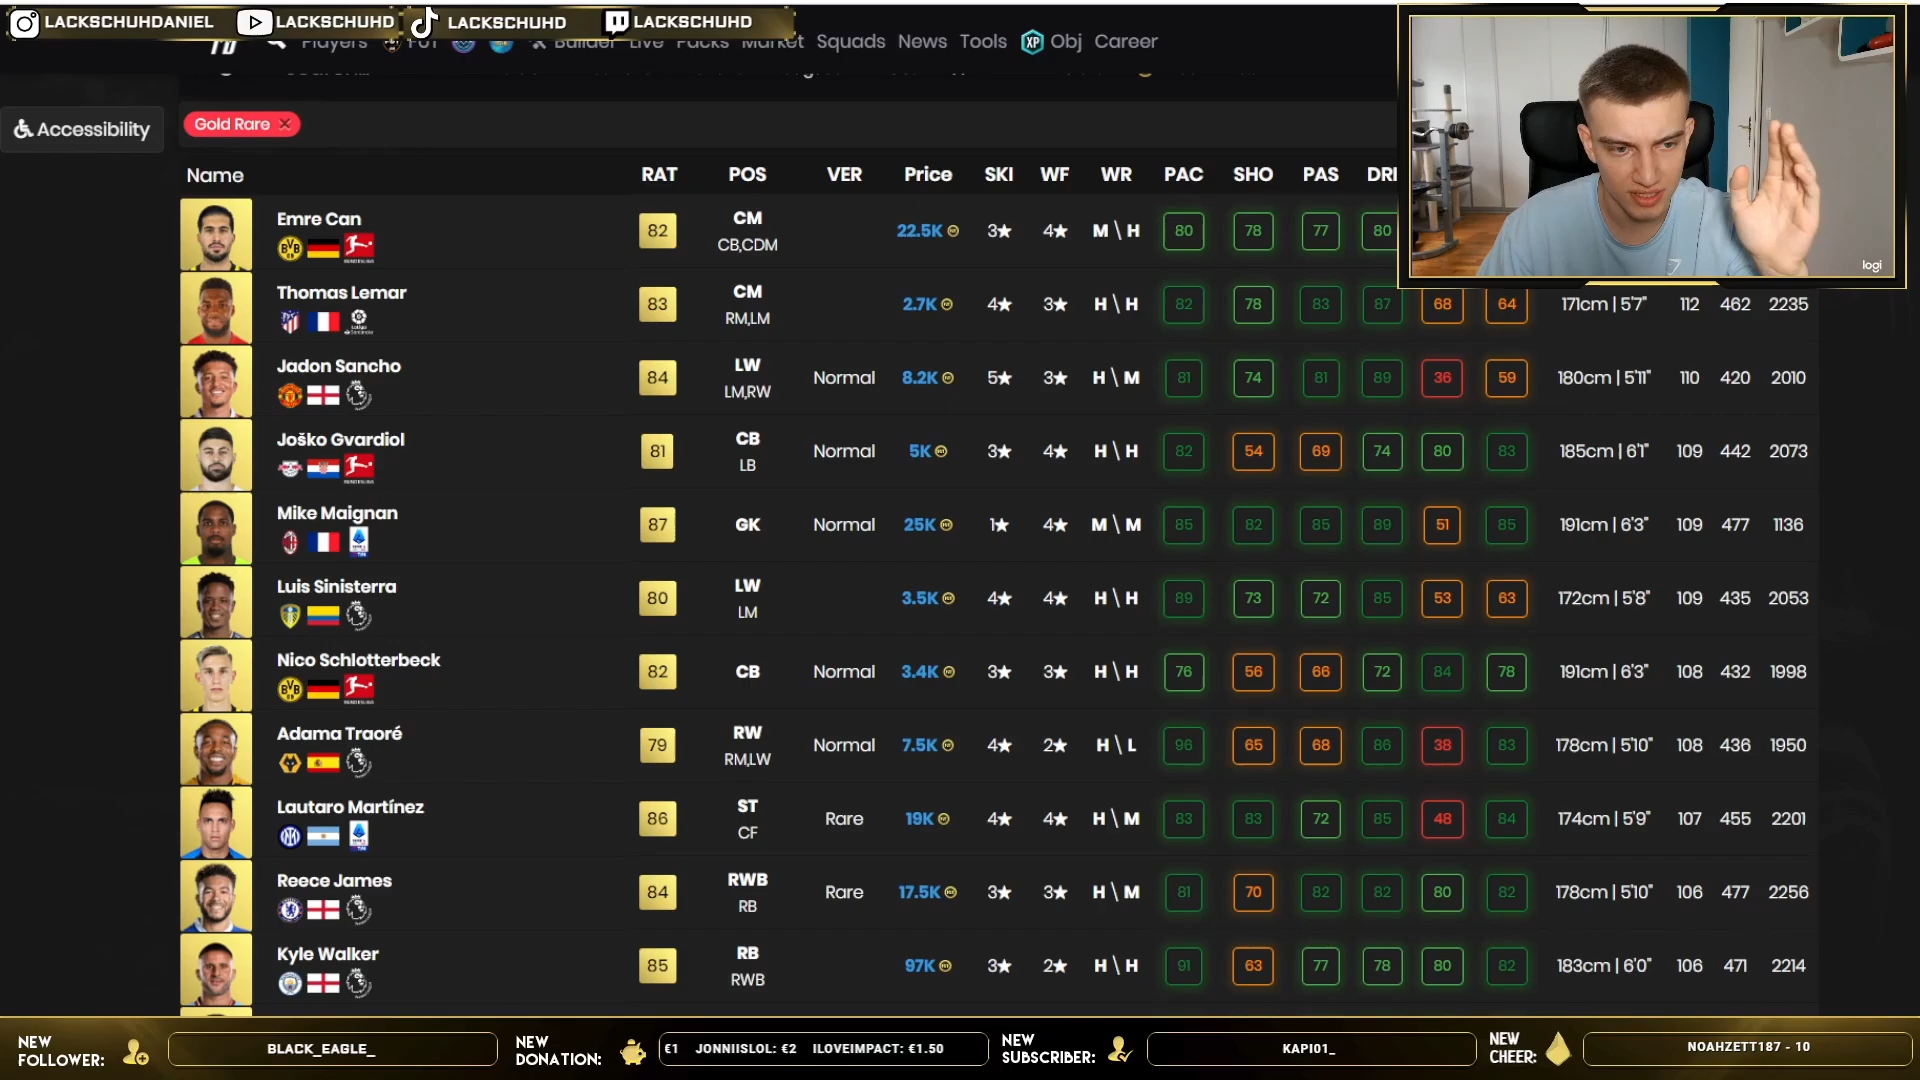 LACKSCHUHDANIEL LACKSCHUHD LACKSCHUHD LACKSCHUHD
Players FUT Builder Live Packs Market Squads News Tools XP Obj Career
Accessibility
Gold Rare ×
Name RAT POS VER Price SKI WF WR PAC SHO PAS DRI
Emre Can 82 CM 22.5K 3★ 4★ M \ H 80 78 77 80
CB,CDM
Thomas Lemar 83 CM 2.7K 4★ 3★ H \ H 82 78 83 87 68 64 171cm | 5'7" 112 462 2235
RM,LM
Jadon Sancho 84 LW Normal 8.2K 5★ 3★ H \ M 81 74 81 89 36 59 180cm | 5'11" 110 420 2010
LM,RW
Joško Gvardiol 81 CB Normal 5K 3★ 4★ H \ H 82 54 69 74 80 83 185cm | 6'1" 109 442 2073
LB
Mike Maignan 87 GK Normal 25K 1★ 4★ M \ M 85 82 85 89 51 85 191cm | 6'3" 109 477 1136
Luis Sinisterra 80 LW 3.5K 4★ 4★ H \ H 89 73 72 85 53 63 172cm | 5'8" 109 435 2053
LM
Nico Schlotterbeck 82 CB Normal 3.4K 3★ 3★ H \ H 76 56 66 72 84 78 191cm | 6'3" 108 432 1998
Adama Traoré 79 RW Normal 7.5K 4★ 2★ H \ L 96 65 68 86 38 83 178cm | 5'10" 108 436 1950
RM,LW
Lautaro Martínez 86 ST Rare 19K 4★ 4★ H \ M 83 83 72 85 48 84 174cm | 5'9" 107 455 2201
CF
Reece James 84 RWB Rare 17.5K 3★ 3★ H \ M 81 70 82 82 80 82 178cm | 5'10" 106 477 2256
RB
Kyle Walker 85 RB 97K 3★ 2★ H \ H 91 63 77 78 80 82 183cm | 6'0" 106 471 2214
RWB
logi
NEW FOLLOWER: BLACK_EAGLE_ NEW DONATION: €1 JONNIISLOL: €2 ILOVEIMPACT: €1.50 NEW SUBSCRIBER: KAPI01_ NEW CHEER: NOAHZETT187 - 10